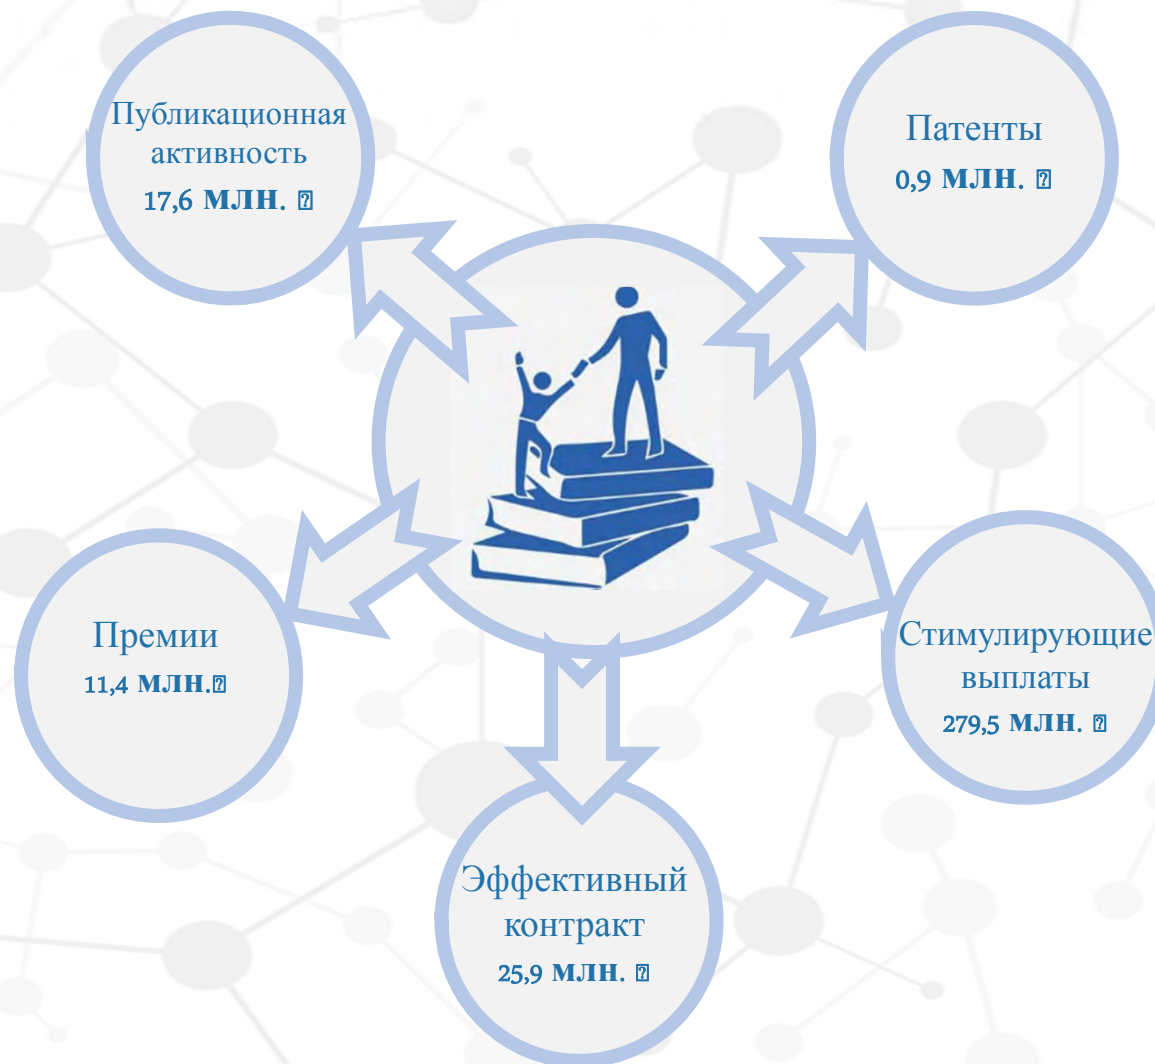 Публикационная
активность
17,6 млн. 
Патенты
0,9 млн. 
Премии
11,4 млн.
Стимулирующие
выплаты
279,5 млн. 
Эффективный
контракт
25,9 млн.